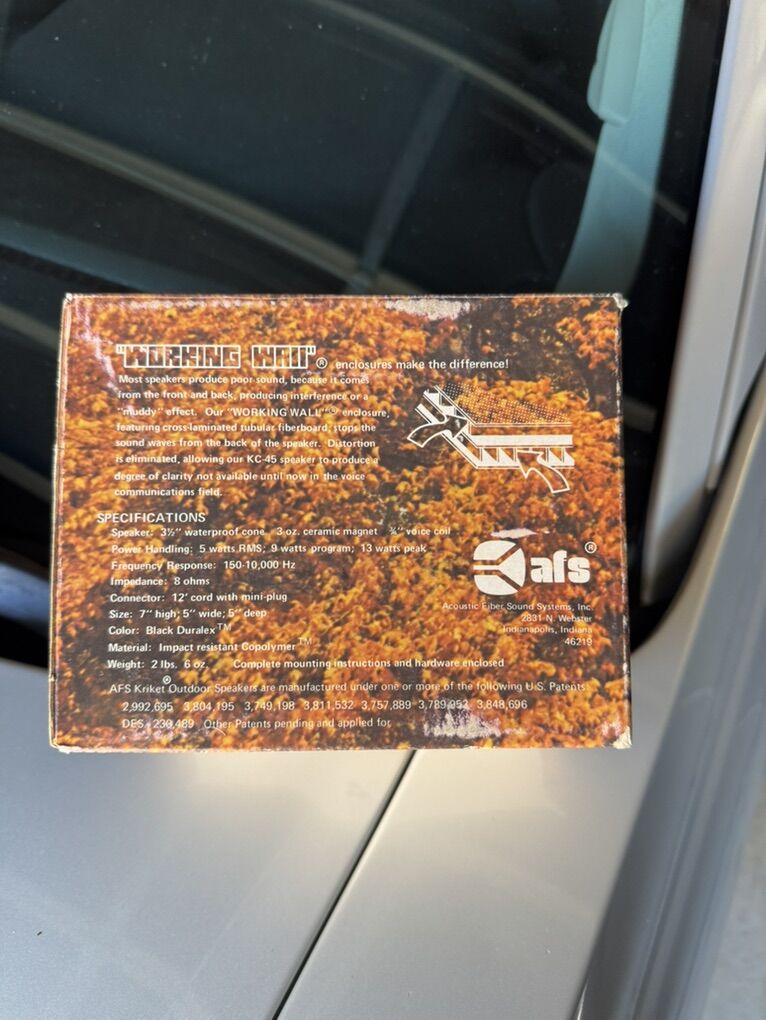 "WORKING WALL"® enclosures make the difference!
Most speakers produce poor sound, because it comes
from the front and back, producing interference or a
"muddy" effect. Our "WORKING WALL"® enclosure,
featuring cross-laminated tubular fiberboard, stops the
sound waves from the back of the speaker. Distortion
is eliminated, allowing our KC-45 speaker to produce a
degree of clarity not available until now in the voice
communications field.
SPECIFICATIONS
Speaker: 3½" waterproof cone 3 oz. ceramic magnet ¾" voice coil
Power Handling: 5 watts RMS; 9 watts program; 13 watts peak
Frequency Response: 150-10,000 Hz
Impedance: 8 ohms
Connector: 12' cord with mini-plug
Size: 7" high; 5" wide; 5" deep
Color: Black Duralex™
Material: Impact resistant Copolymer™
Weight: 2 lbs. 6 oz. Complete mounting instructions and hardware enclosed
afs®
Acoustic Fiber Sound Systems, Inc.
2831 N. Webster
Indianapolis, Indiana
46219
AFS Kriket® Outdoor Speakers are manufactured under one or more of the following U.S. Patents:
2,992,695 3,804,195 3,749,198 3,811,532 3,757,889 3,789,953 3,848,696
DES - 230,489 Other Patents pending and applied for